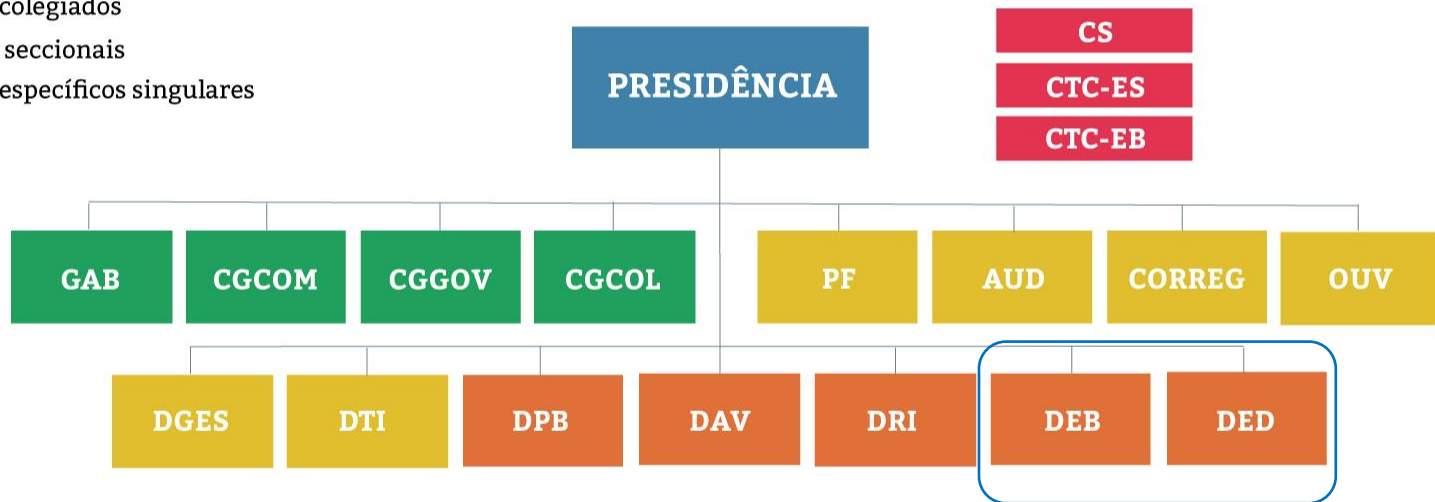 colegiados
seccionais
específicos singulares
PRESIDÊNCIA
CS
CTC-ES
CTC-EB
GAB CGCOM CGGOV CGCOL PF AUD CORREG OUV
DGES DTI DPB DAV DRI DEB DED